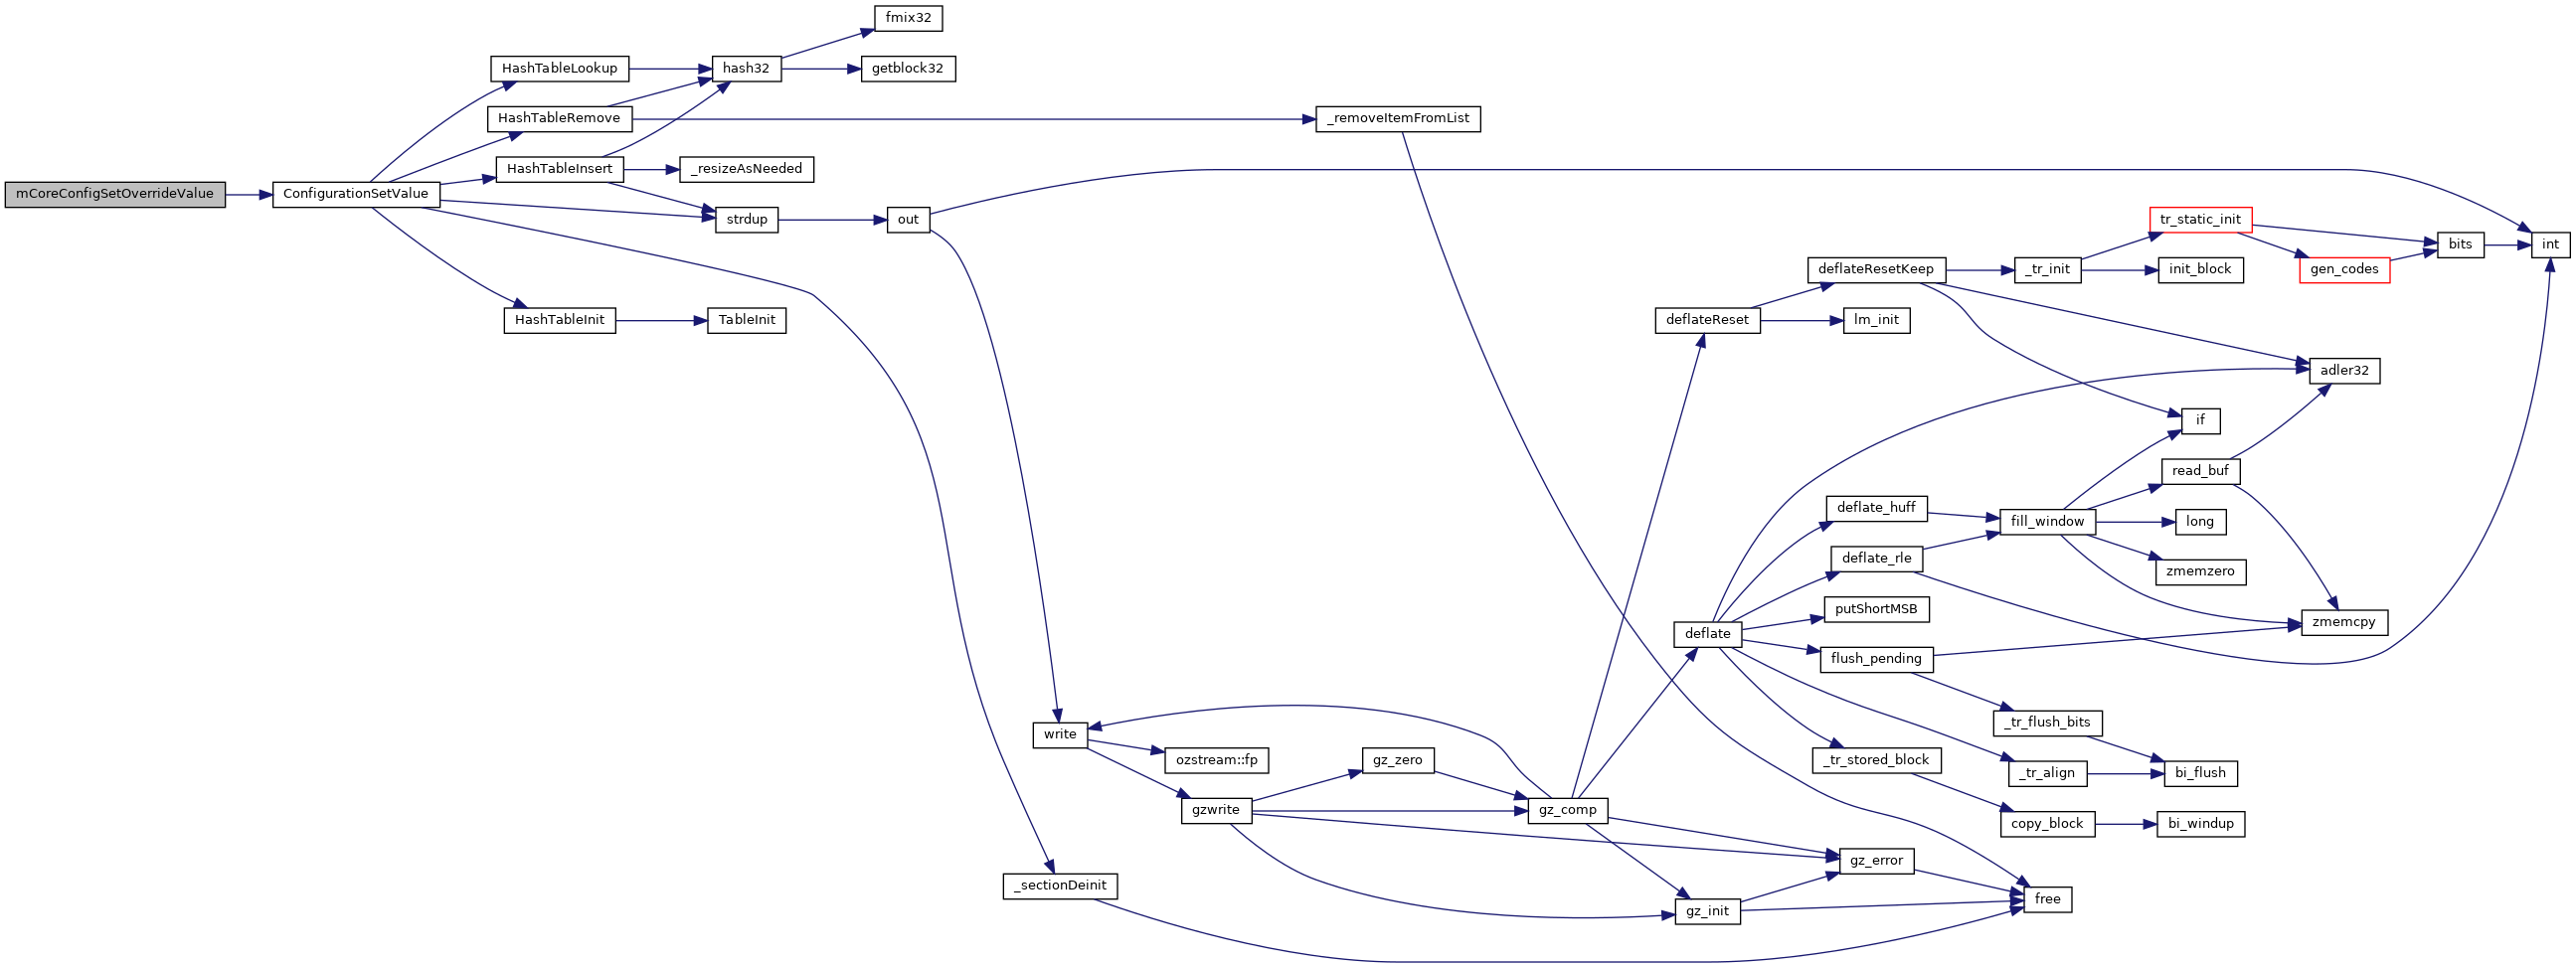 mCoreConfigSetOverrideValue
ConfigurationSetValue
HashTableLookup
HashTableRemove
HashTableInsert
HashTableInit
hash32
_resizeAsNeeded
strdup
TableInit
fmix32
getblock32
out
_sectionDeinit
write
ozstream::fp
gzwrite
_removeItemFromList
gz_zero
gz_comp
deflateReset
deflate
gz_init
deflateResetKeep
lm_init
deflate_huff
deflate_rle
putShortMSB
flush_pending
_tr_stored_block
gz_error
_tr_init
fill_window
_tr_flush_bits
_tr_align
copy_block
free
tr_static_init
init_block
if
read_buf
long
zmemzero
bi_flush
bi_windup
gen_codes
adler32
zmemcpy
bits
int